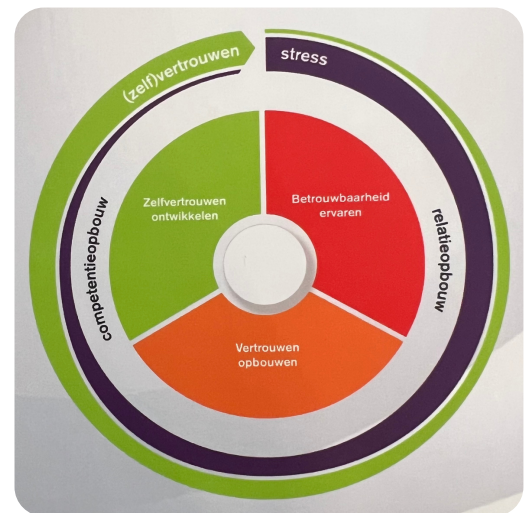 (zelf)vertrouwen
stress
competentieopbouw
relatieopbouw
Zelfvertrouwen
ontwikkelen
Betrouwbaarheid
ervaren
Vertrouwen
opbouwen